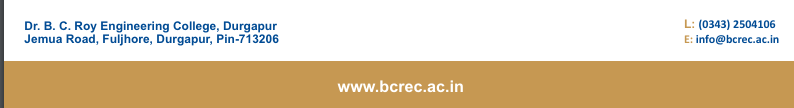 Dr. B. C. Roy Engineering College, Durgapur
Jemua Road, Fuljhore, Durgapur, Pin-713206
L: (0343) 2504106
E: info@bcrec.ac.in
www.bcrec.ac.in